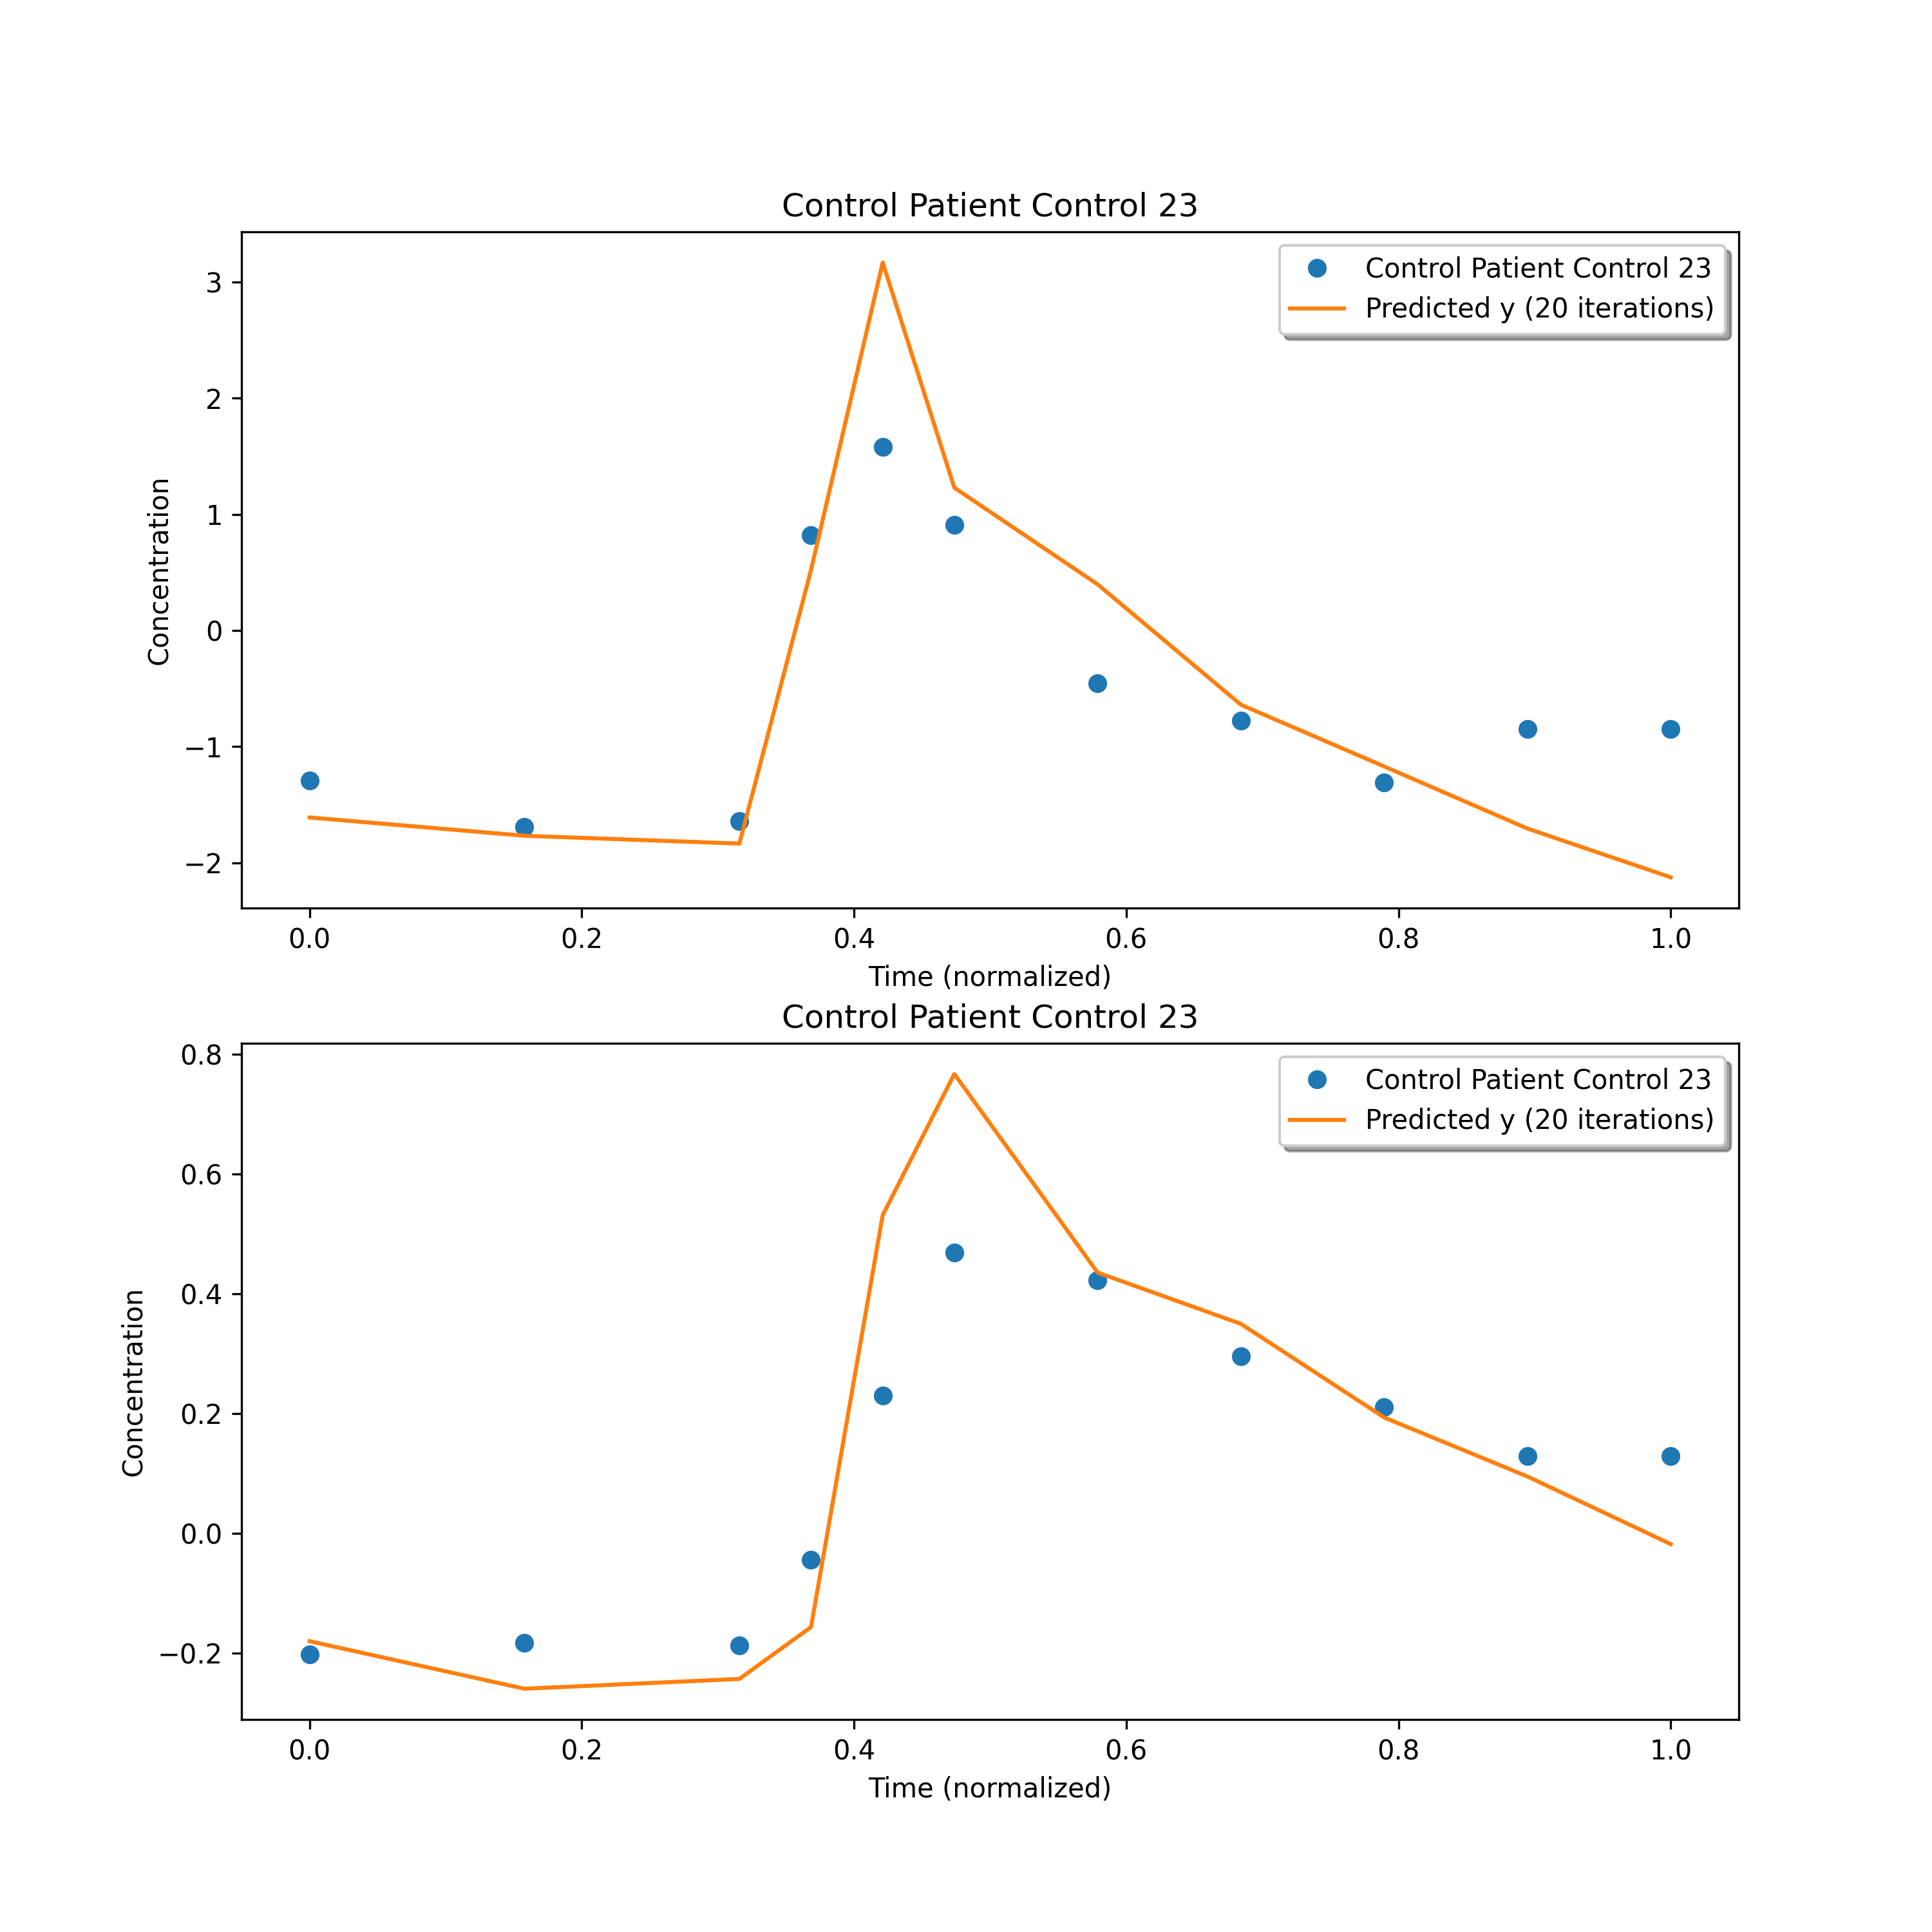 Control Patient Control 23
Control Patient Control 23
Predicted y (20 iterations)
3
2
1
0
−1
−2
Concentration
0.0 0.2 0.4 0.6 0.8 1.0
Time (normalized)
Control Patient Control 23
Control Patient Control 23
Predicted y (20 iterations)
0.8
0.6
0.4
0.2
0.0
−0.2
Concentration
0.0 0.2 0.4 0.6 0.8 1.0
Time (normalized)